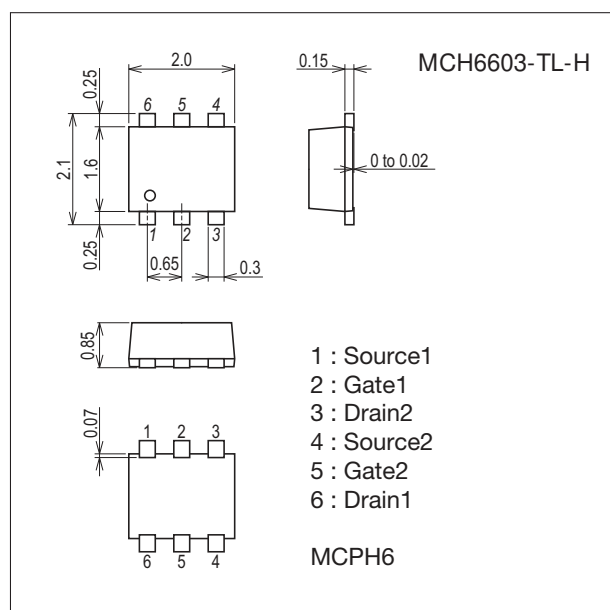 MCH6603-TL-H
2.0
0.15
0.25
6 5 4
2.1
1.6
0 to 0.02
0.25
1 2 3
0.65
0.3
0.85
1 : Source1
2 : Gate1
3 : Drain2
4 : Source2
5 : Gate2
6 : Drain1
0.07
1 2 3
6 5 4
MCPH6